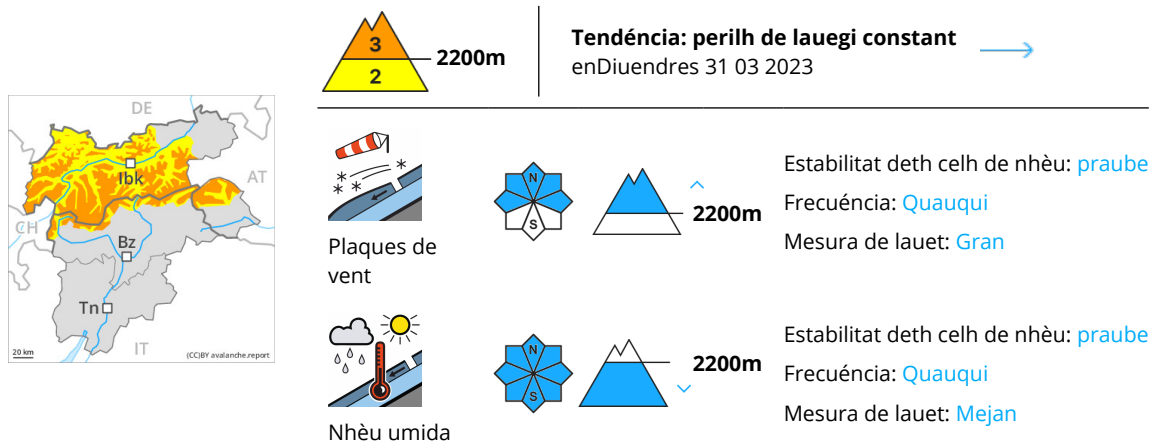 3
2
2200m
Tendéncia: perilh de lauegi constant
enDiuendres 31 03 2023
DE
Ibk
AT
CH
Bz
Tn
IT
20 km
(CC)BY avalanche.report
Plaques de
vent
N
S
2200m
Estabilitat deth celh de nhèu: praube
Frecuéncia: Quauqui
Mesura de lauet: Gran
Nhèu umida
N
S
2200m
Estabilitat deth celh de nhèu: praube
Frecuéncia: Quauqui
Mesura de lauet: Mejan